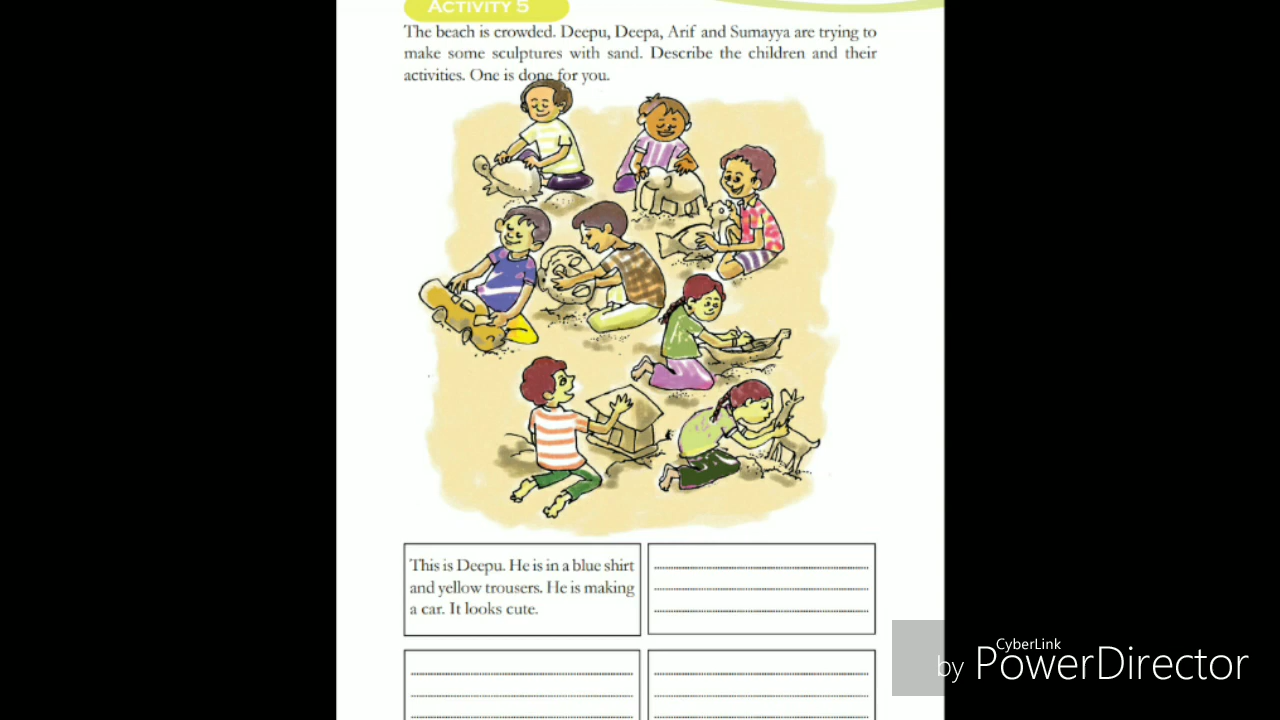 ACTIVITY 5
The beach is crowded. Deepu, Deepa, Arif and Sumayya are trying to
make some sculptures with sand. Describe the children and their
activities. One is done for you.
This is Deepu. He is in a blue shirt
and yellow trousers. He is making
a car. It looks cute.
CyberLink
by PowerDirector